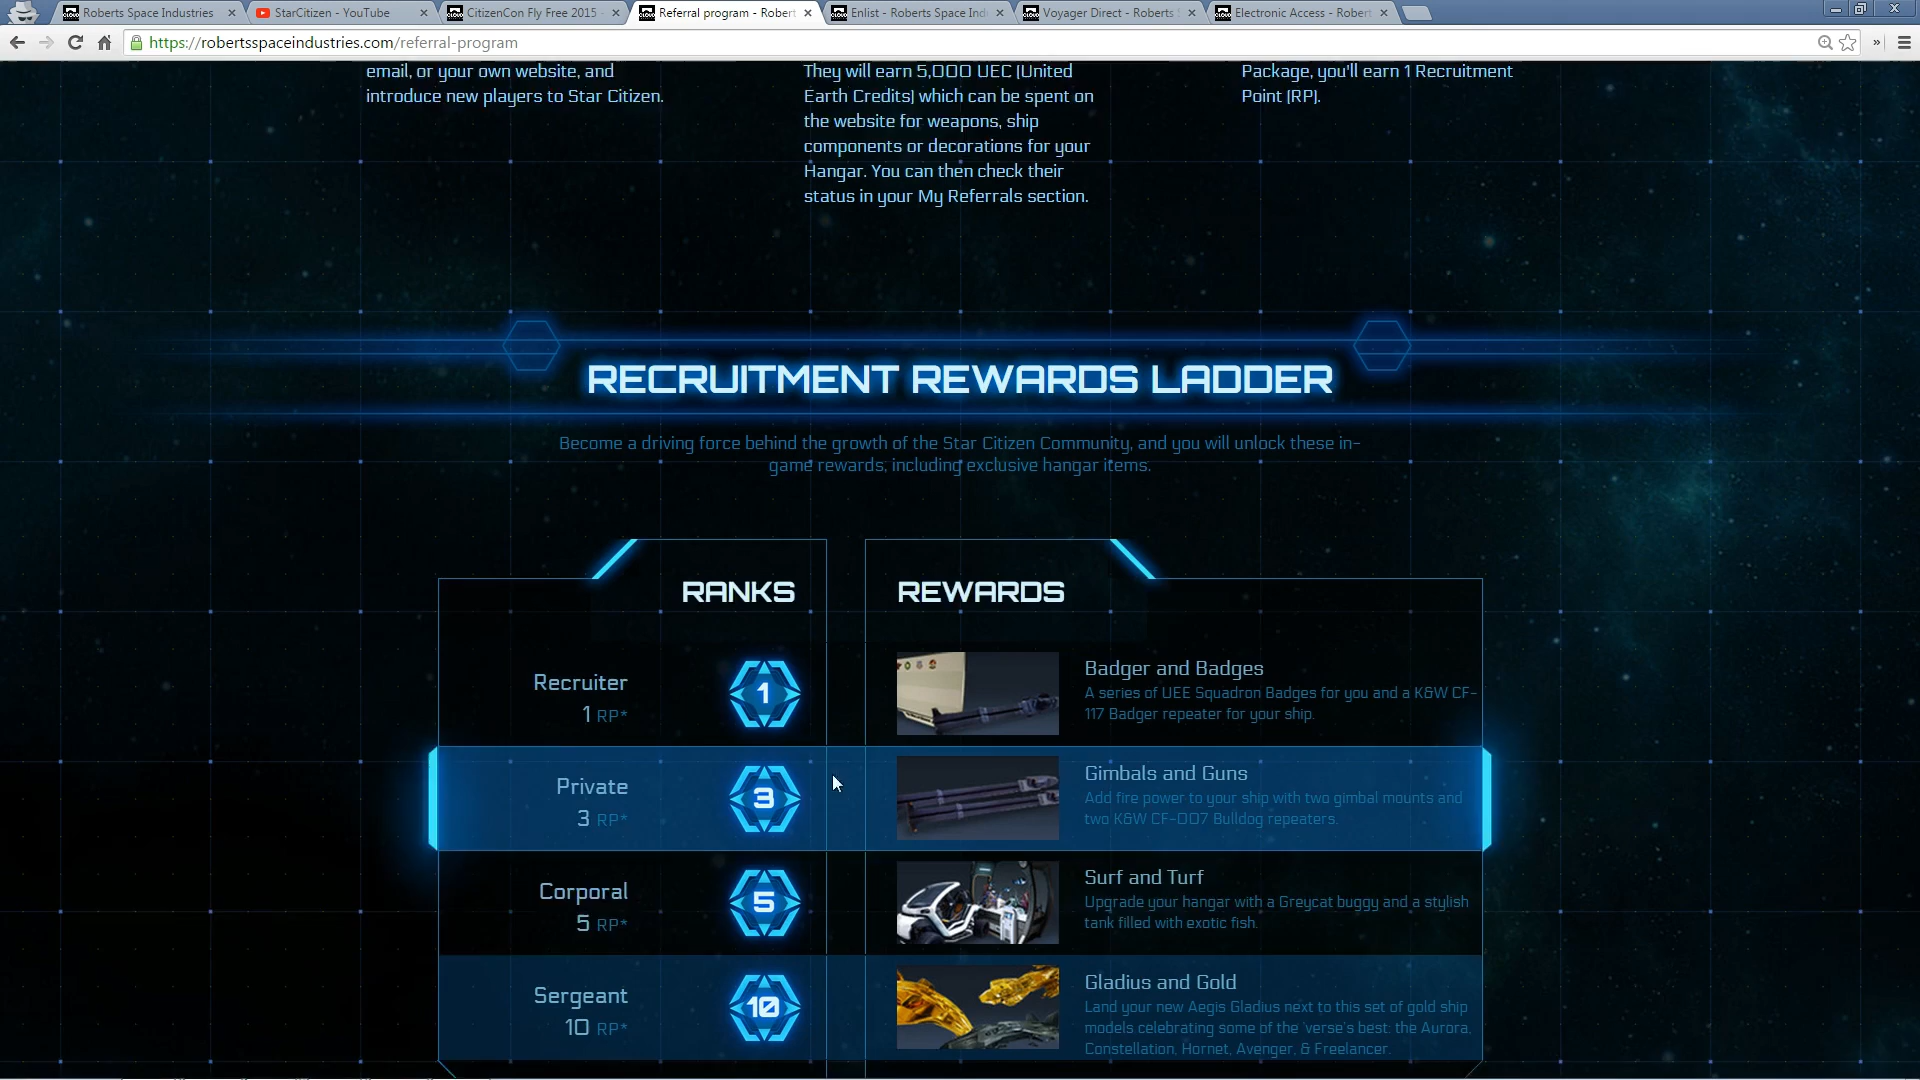 Roberts Space Industries
StarCitizen - YouTube
CitizenCon Fly Free 2015 -
Referral program - Robert
Enlist - Roberts Space Ind
Voyager Direct - Roberts
Electronic Access - Robert
https://robertsspaceindustries.com/referral-program
email, or your own website, and
introduce new players to Star Citizen.
They will earn 5,000 UEC (United
Earth Credits) which can be spent on
the website for weapons, ship
components or decorations for your
Hangar. You can then check their
status in your My Referrals section.
Package, you'll earn 1 Recruitment
Point (RP).
RECRUITMENT REWARDS LADDER
Become a driving force behind the growth of the Star Citizen Community, and you will unlock these in-
game rewards, including exclusive hangar items.
RANKS
REWARDS
Recruiter
1 RP*
1
Badger and Badges
A series of UEE Squadron Badges for you and a K&W CF-
117 Badger repeater for your ship.
Private
3 RP*
3
Gimbals and Guns
Add fire power to your ship with two gimbal mounts and
two K&W CF-007 Bulldog repeaters.
Corporal
5 RP*
5
Surf and Turf
Upgrade your hangar with a Greycat buggy and a stylish
tank filled with exotic fish.
Sergeant
10 RP*
10
Gladius and Gold
Land your new Aegis Gladius next to this set of gold ship
models celebrating some of the 'verse's best: the Aurora,
Constellation, Hornet, Avenger, & Freelancer.